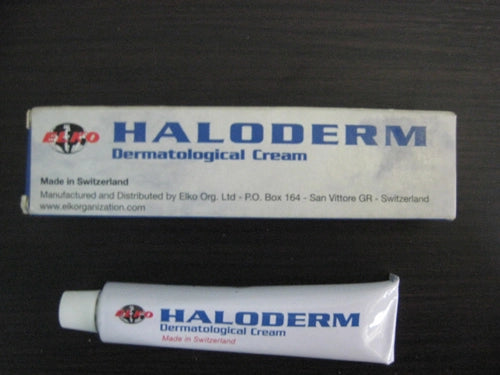 ELKO
HALODERM
Dermatological Cream
Made in Switzerland
Manufactured and Distributed by Elko Org. Ltd - P.O. Box 164 - San Vittore GR - Switzerland
www.elkorganization.com
ELKO
HALODERM
Dermatological Cream
Made in Switzerland